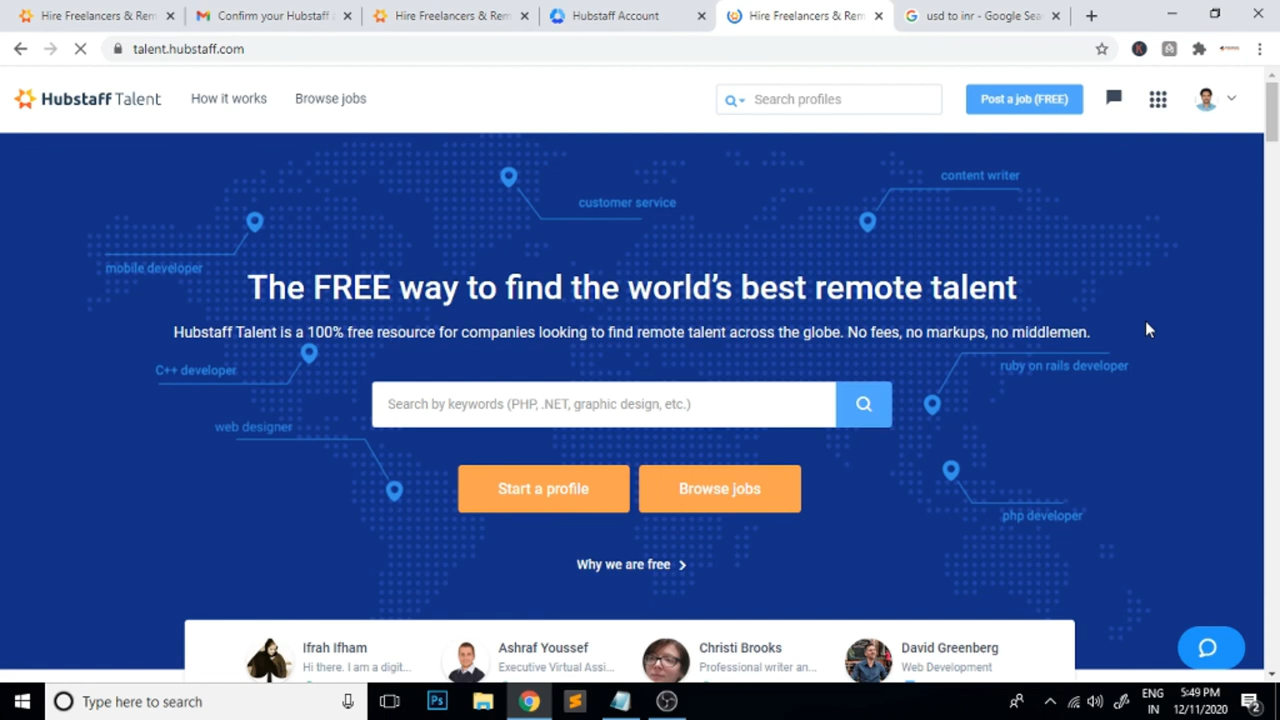 Hire Freelancers & Rem
Confirm your Hubstaff a
Hire Freelancers & Rem
Hubstaff Account
Hire Freelancers & Rem
usd to inr - Google Sea
talent.hubstaff.com
Hubstaff Talent
How it works
Browse jobs
Search profiles
Post a job (FREE)
customer service
content writer
mobile developer
The FREE way to find the world's best remote talent
Hubstaff Talent is a 100% free resource for companies looking to find remote talent across the globe. No fees, no markups, no middlemen.
C++ developer
ruby on rails developer
Search by keywords (PHP, .NET, graphic design, etc.)
web designer
Start a profile
Browse jobs
php developer
Why we are free
Ifrah Ifham
Ashraf Youssef
Christi Brooks
David Greenberg
Hi there. I am a digit...
Executive Virtual Assi...
Professional writer an...
Web Development
Type here to search
Ps
ENG
IN
5:49 PM
12/11/2020
2